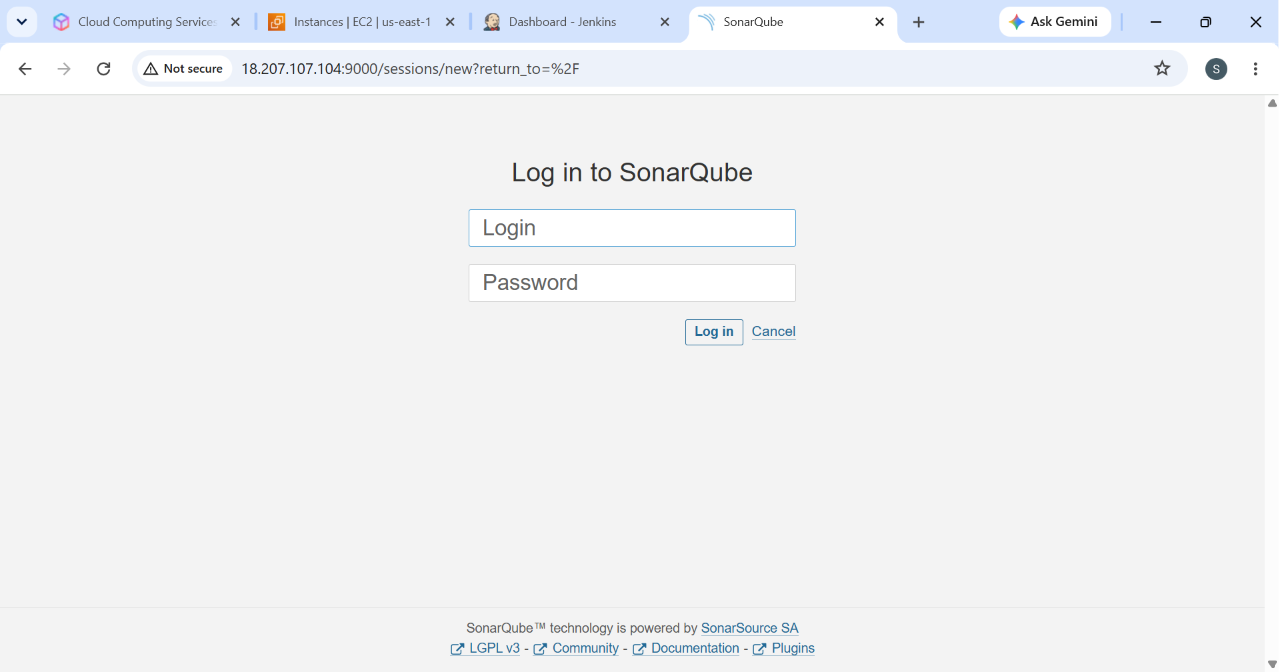 Cloud Computing Services
Instances | EC2 | us-east-1
Dashboard - Jenkins
SonarQube
Ask Gemini
Not secure
18.207.107.104:9000/sessions/new?return_to=%2F
S
Log in to SonarQube
Login
Password
Log in Cancel
SonarQube™ technology is powered by SonarSource SA
LGPL v3 - Community - Documentation - Plugins